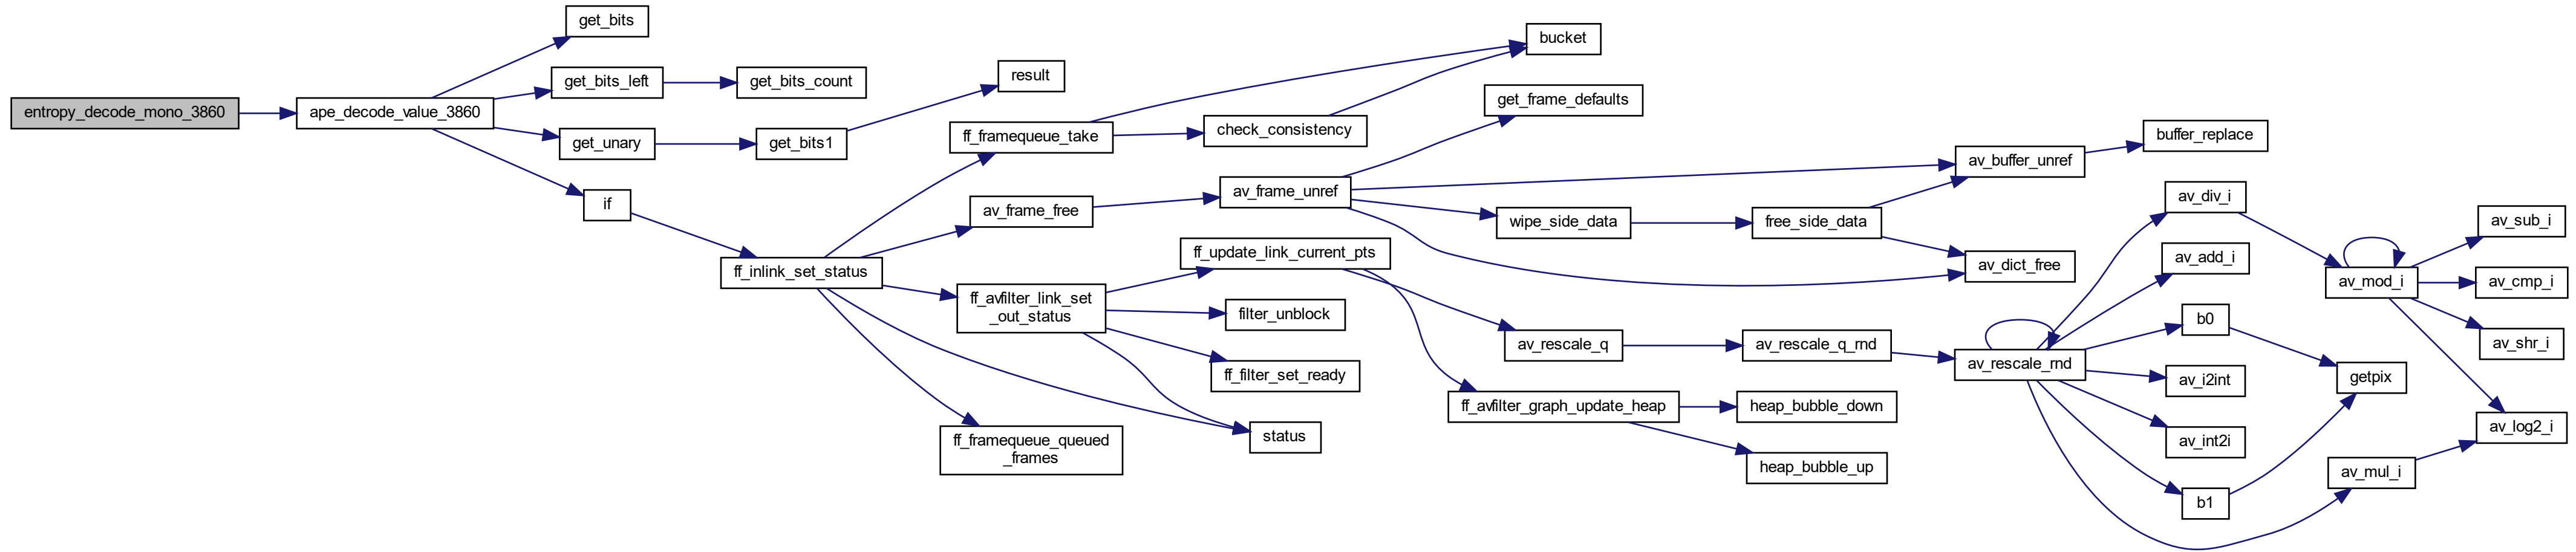 entropy_decode_mono_3860
ape_decode_value_3860
get_bits
get_bits_left
get_bits_count
get_unary
get_bits1
result
if
ff_inlink_set_status
ff_framequeue_take
check_consistency
bucket
av_frame_free
av_frame_unref
get_frame_defaults
av_buffer_unref
buffer_replace
wipe_side_data
free_side_data
av_dict_free
ff_avfilter_link_set
_out_status
ff_update_link_current_pts
filter_unblock
ff_filter_set_ready
status
ff_framequeue_queued
_frames
av_rescale_q
av_rescale_q_rnd
av_rescale_rnd
ff_avfilter_graph_update_heap
heap_bubble_down
heap_bubble_up
av_div_i
av_add_i
b0
av_i2int
av_int2i
b1
av_mod_i
getpix
av_mul_i
av_sub_i
av_cmp_i
av_shr_i
av_log2_i